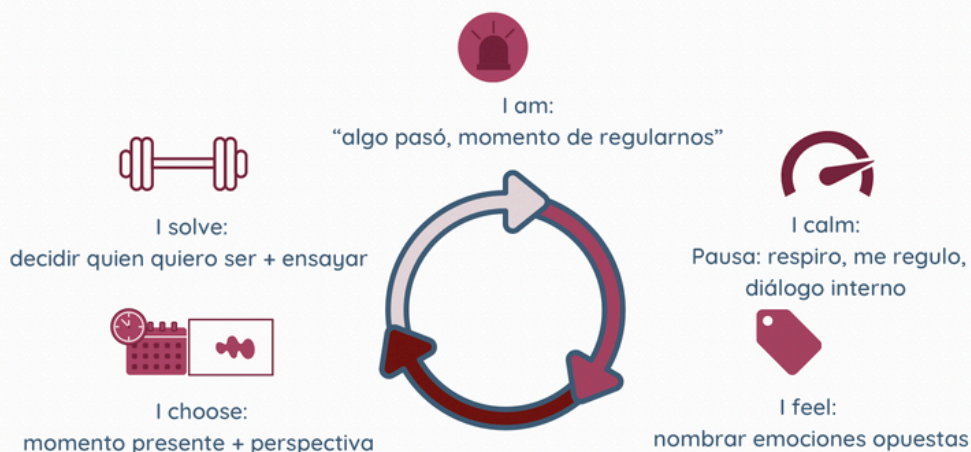 I am:
“algo pasó, momento de regularnos”
I calm:
Pausa: respiro, me regulo,
diálogo interno
I feel:
nombrar emociones opuestas
I choose:
momento presente + perspectiva
I solve:
decidir quien quiero ser + ensayar